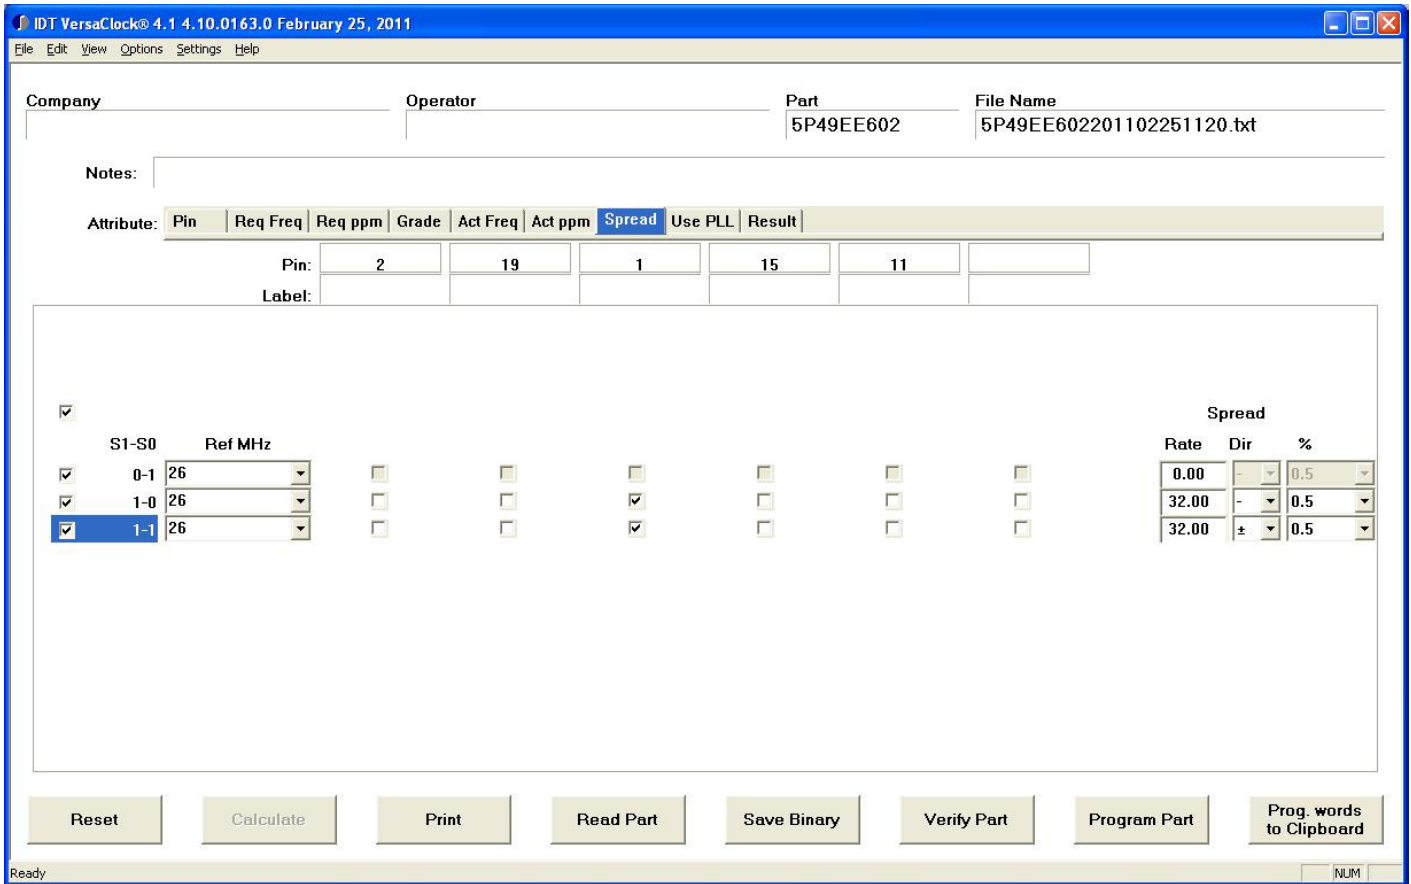 IDT VersaClock® 4.1 4.10.0163.0 February 25, 2011
File Edit View Options Settings Help
Company Operator Part File Name
5P49EE602 5P49EE602201102251120.txt
Notes:
Attribute: Pin Req Freq Req ppm Grade Act Freq Act ppm Spread Use PLL Result
Pin: 2 19 1 15 11
Label:
Spread
S1-S0 Ref MHz Rate Dir %
0-1 26 0.00 - 0.5
1-0 26 32.00 - 0.5
1-1 26 32.00 ± 0.5
Reset Calculate Print Read Part Save Binary Verify Part Program Part Prog. words
to Clipboard
Ready NUM